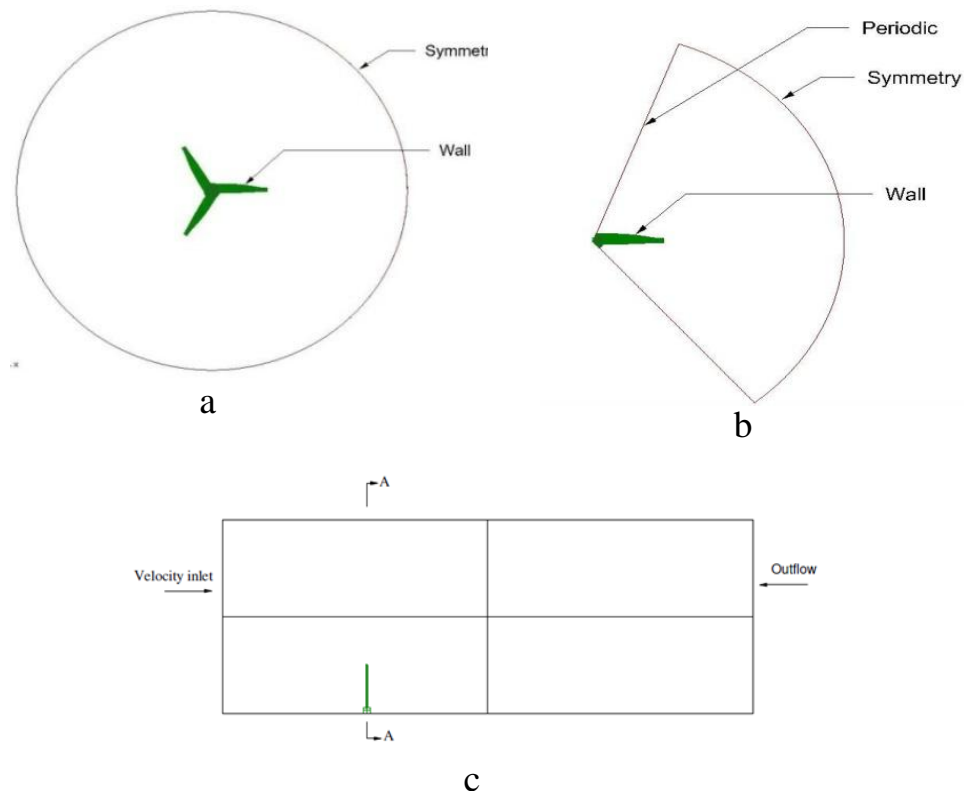 Symmetr
Wall
a
Periodic
Symmetry
Wall
b
A
Velocity inlet
Outflow
A
c